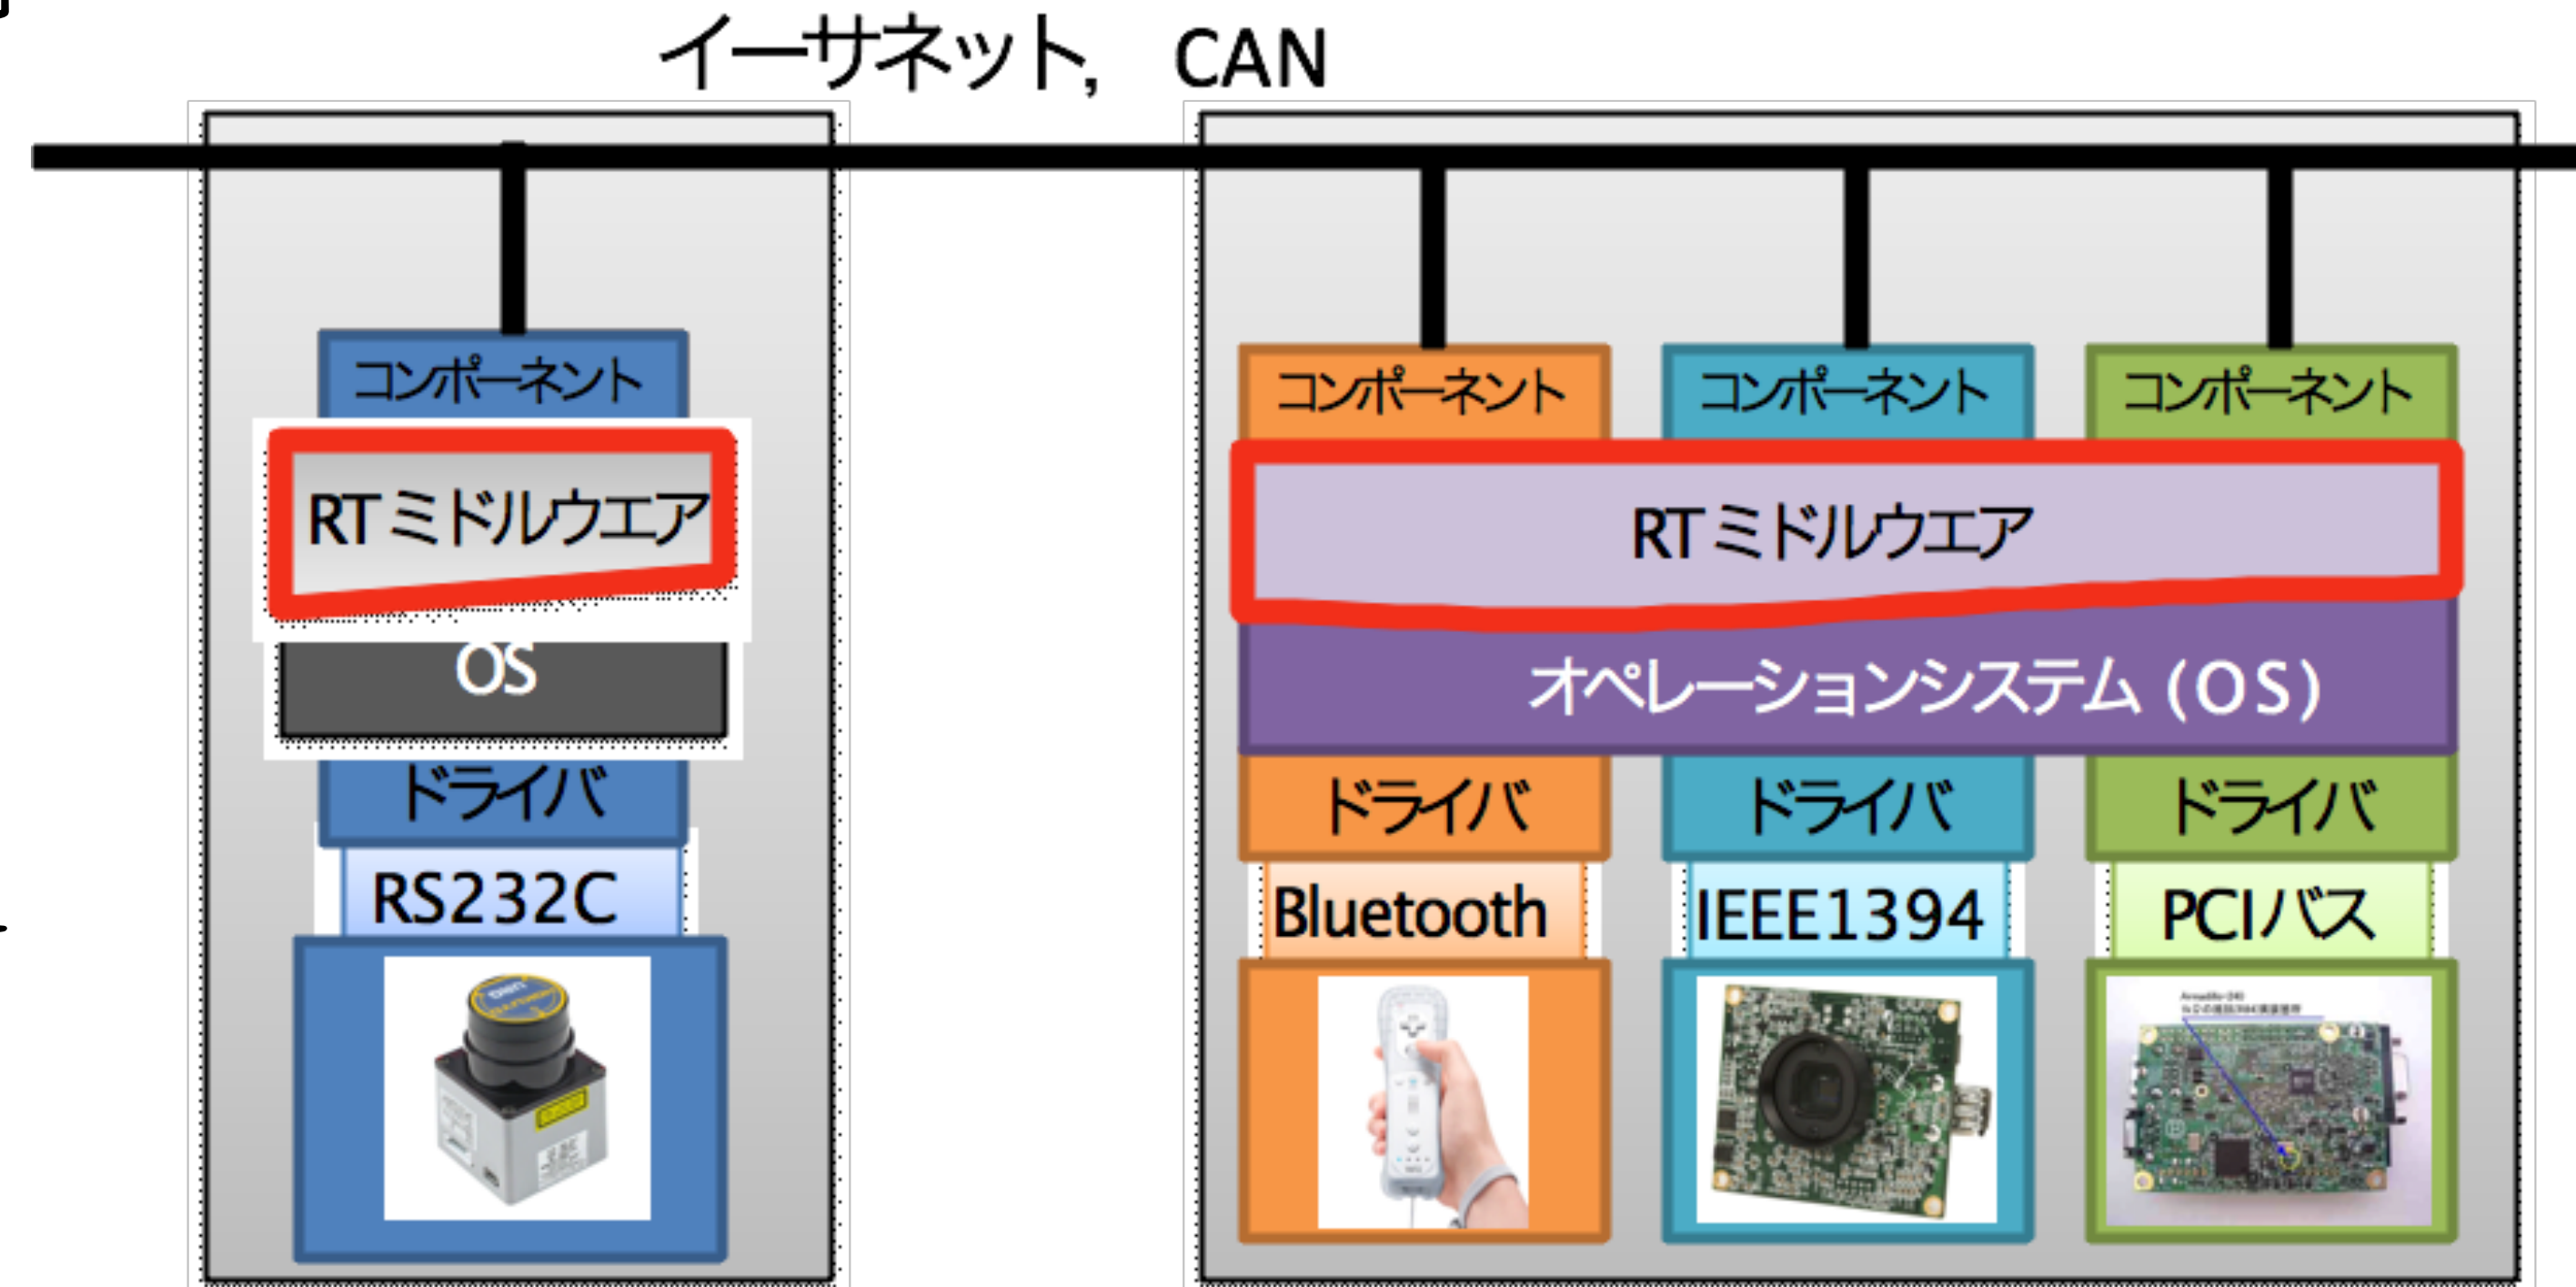 イーサネット, CAN
コンポーネント
RTミドルウエア
OS
ドライバ
RS232C
コンポーネント
コンポーネント
コンポーネント
RTミドルウエア
オペレーションシステム(OS)
ドライバ
ドライバ
ドライバ
Bluetooth
IEEE1394
PCIバス